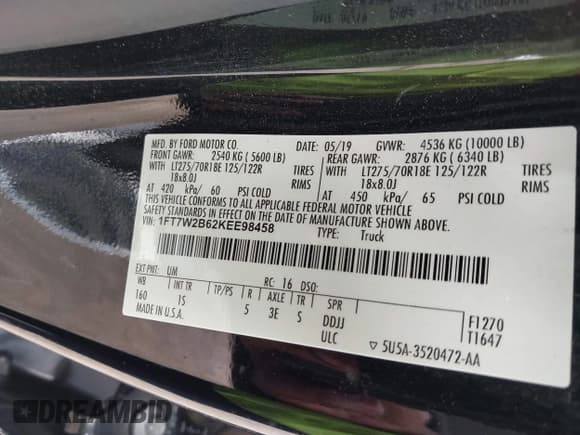 MFD. BY FORD MOTOR CO. DATE: 05/19 GVWR: 4536 KG (10000 LB)
FRONT GAWR: 2540 KG ( 5600 LB) REAR GAWR: 2876 KG ( 6340 LB)
WITH LT275/70R18E 125/122R TIRES WITH LT275/70R18E 125/122R TIRES
18x8.0J RIMS 18x8.0J RIMS
AT 420 kPa/ 60 PSI COLD AT 450 kPa/ 65 PSI COLD
THIS VEHICLE CONFORMS TO ALL APPLICABLE FEDERAL MOTOR VEHICLE
SAFETY STANDARDS IN EFFECT ON THE DATE OF MANUFACTURE SHOWN ABOVE.
VIN: 1FT7W2B62KEE98458 TYPE: Truck
EXT PNT: UM RC: 16 DSO:
WB INT TR TP/PS R AXLE TR SPR
160 1S 5 3E 5 DDJJ F1270
MADE IN U.S.A. ULC ▽ 5U5A-3520472-AA T1647
DREAMBID